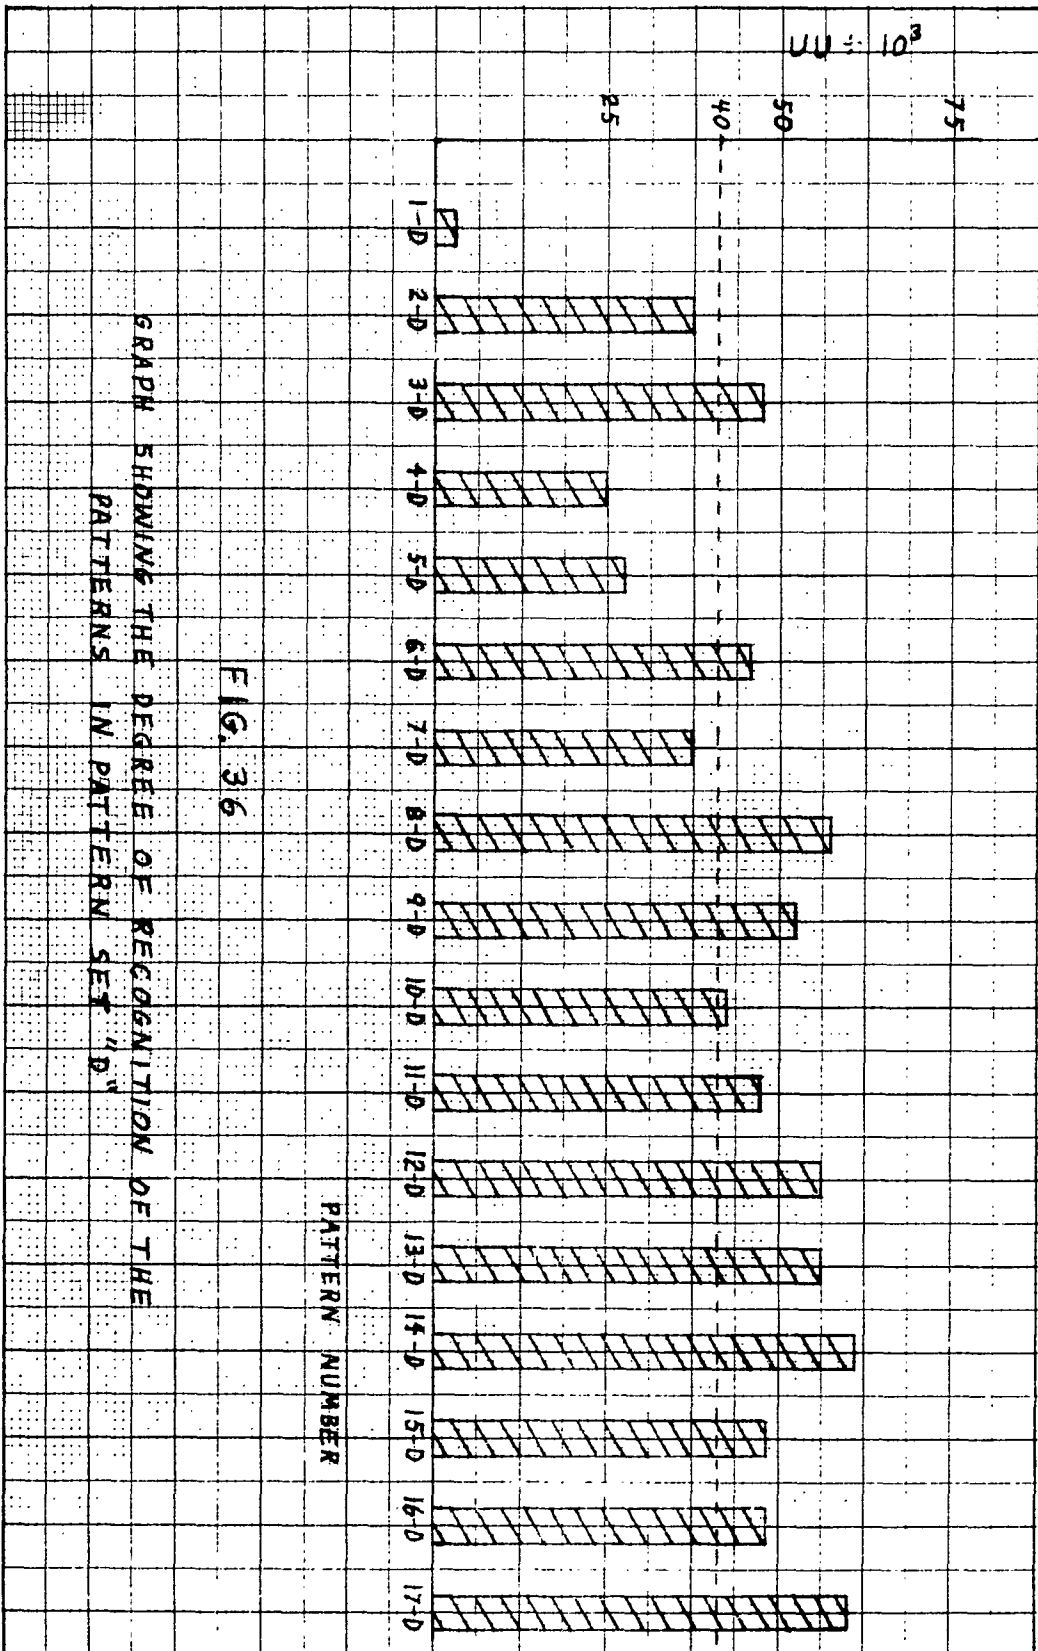 UU ÷ 10³
75
50
40
25
1-D 2-D 3-D 4-D 5-D 6-D 7-D 8-D 9-D 10-D 11-D 12-D 13-D 14-D 15-D 16-D 17-D
PATTERN NUMBER
FIG. 36
GRAPH SHOWING THE DEGREE OF RECOGNITION OF THE
PATTERNS IN PATTERN SET "D"